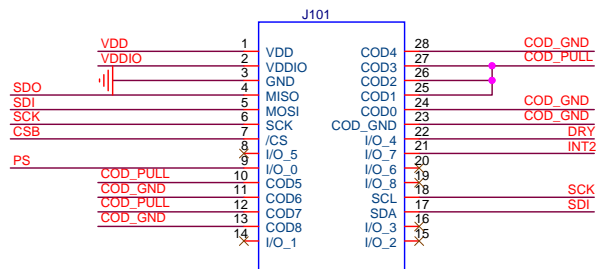 J101
VDD 1 VDD COD4 28 COD_GND
VDDIO 2 VDDIO COD3 27 COD_PULL
3 GND COD2 26
SDO 4 MISO COD1 25
SDI 5 MOSI COD0 24 COD_GND
SCK 6 SCK COD_GND 23 COD_GND
CSB 7 /CS I/O_4 22 DRY
8 I/O_5 I/O_7 21 INT2
PS 9 I/O_0 I/O_6 20
COD_PULL 10 COD5 I/O_8 19
COD_GND 11 COD6 SCL 18 SCK
COD_PULL 12 COD7 SDA 17 SDI
COD_GND 13 COD8 I/O_3 16
14 I/O_1 I/O_2 15